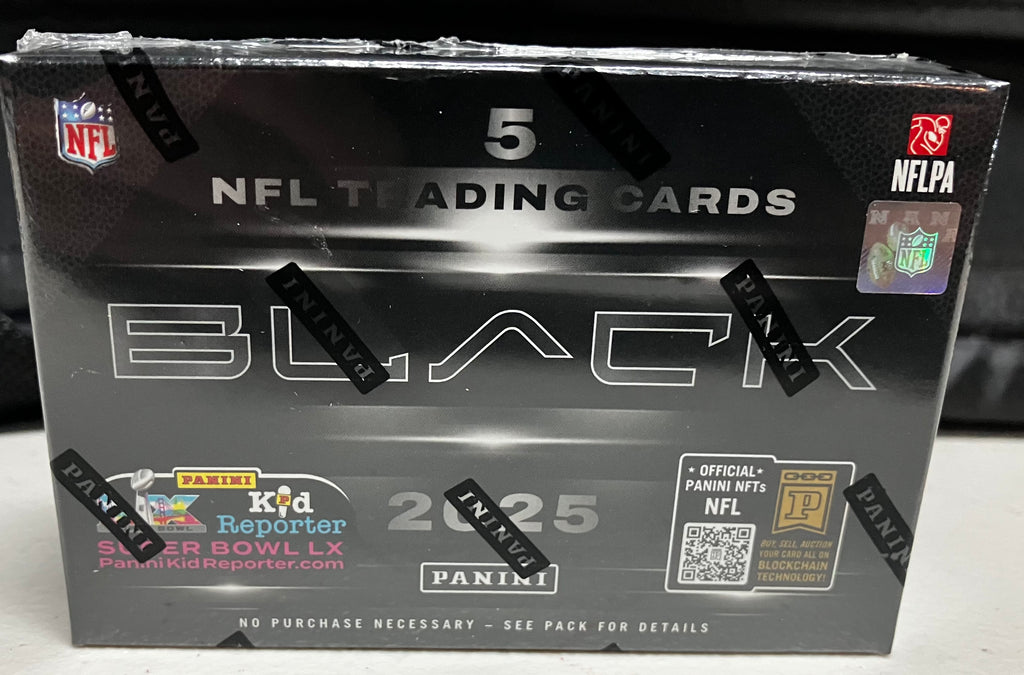 5
NFL TRADING CARDS
NFL
NFLPA
NFL
BLACK
PANINI
PANINI
PANINI
PANINI
PANINI
PANINI
PANINI
PANINI
Kid
Reporter
SUPER BOWL LX
PaniniKidReporter.com
2025
PANINI
★ OFFICIAL ★
PANINI NFTs
NFL
P
BUY, SELL, AUCTION
YOUR CARD ALL ON
BLOCKCHAIN
TECHNOLOGY!
NO PURCHASE NECESSARY – SEE PACK FOR DETAILS